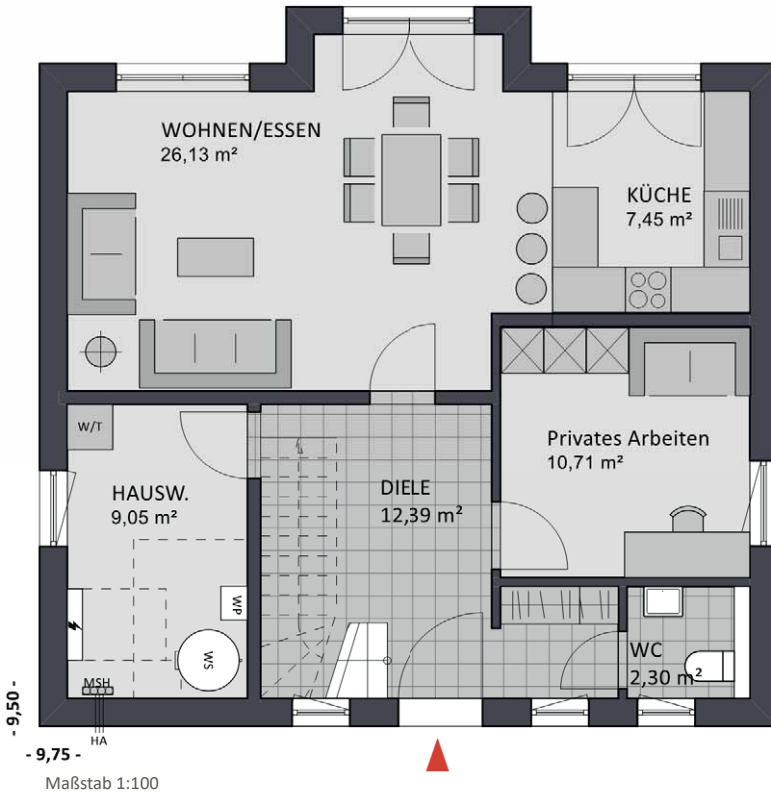 WOHNEN/ESSEN
26,13 m²
KÜCHE
7,45 m²
W/T
Privates Arbeiten
10,71 m²
HAUSW.
9,05 m²
DIELE
12,39 m²
WP
WS
WC
2,30 m²
MSH
HA
- 9,50 -
- 9,75 -
Maßstab 1:100